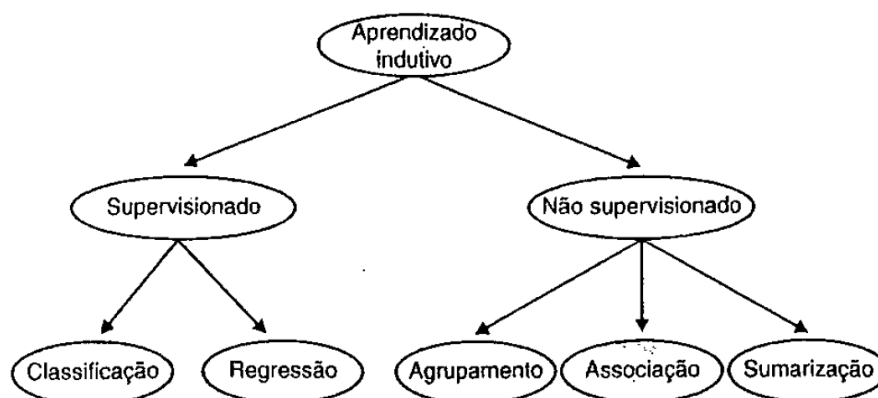 Aprendizado
indutivo
Supervisionado
Não supervisionado
Classificação
Regressão
Agrupamento
Associação
Sumarização